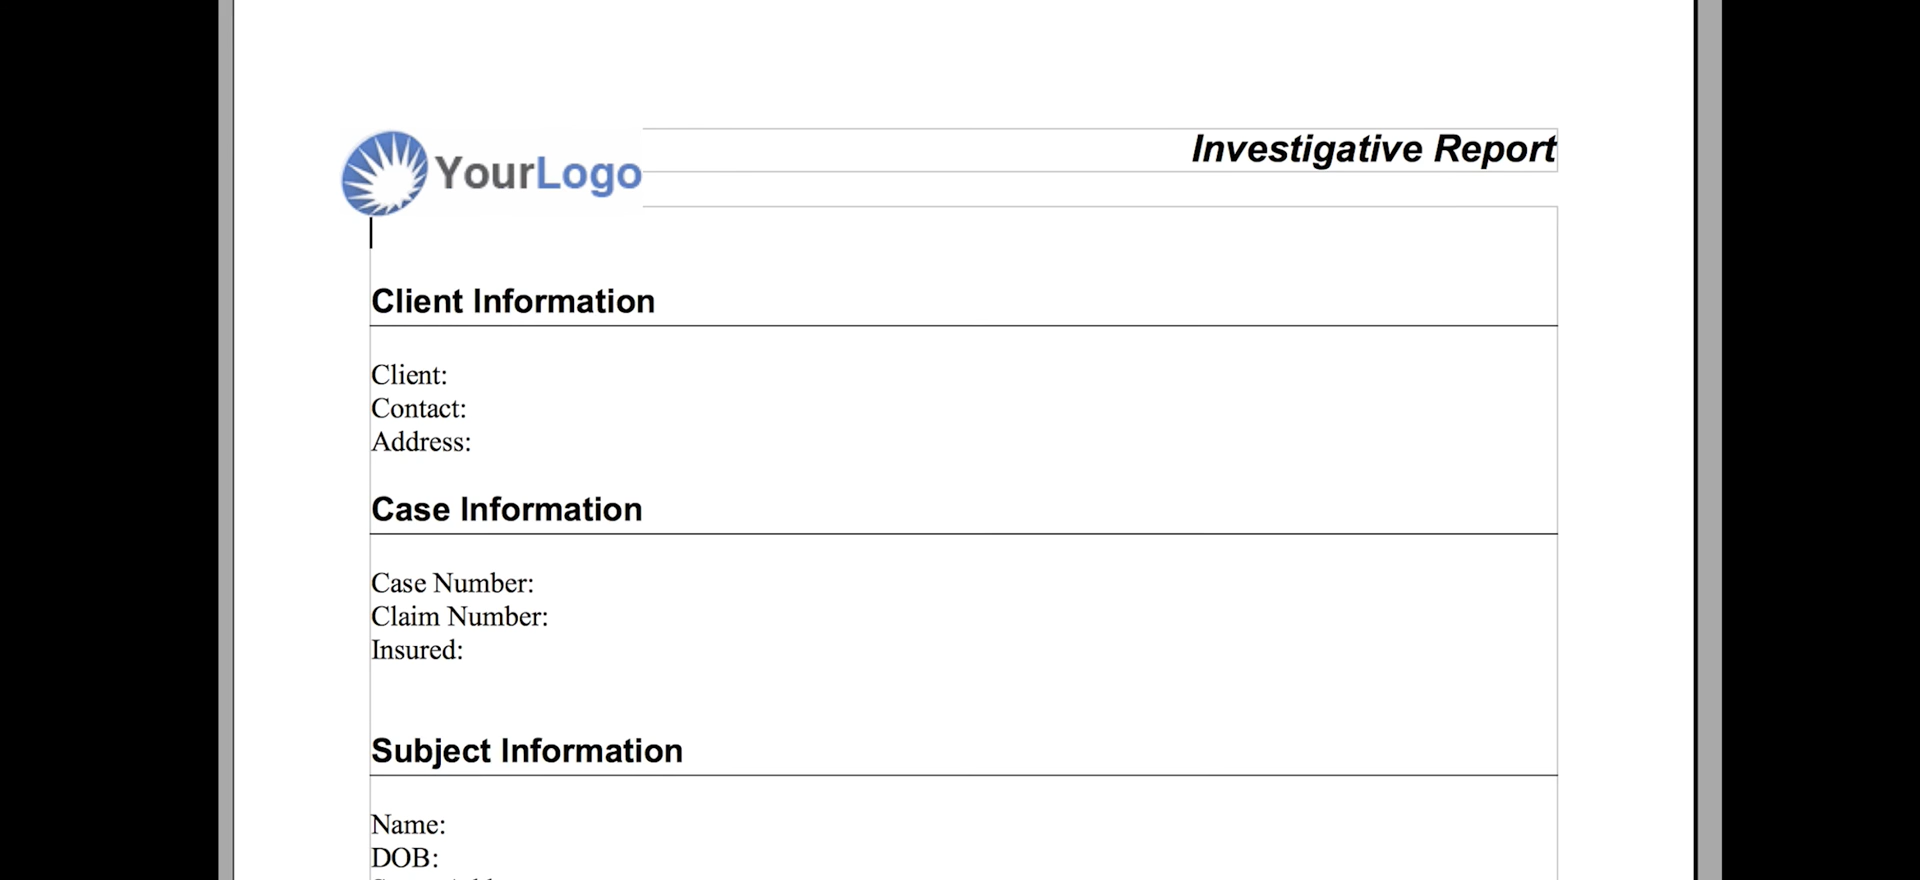 YourLogo
Investigative Report
Client Information
Client:
Contact:
Address:
Case Information
Case Number:
Claim Number:
Insured:
Subject Information
Name:
DOB: